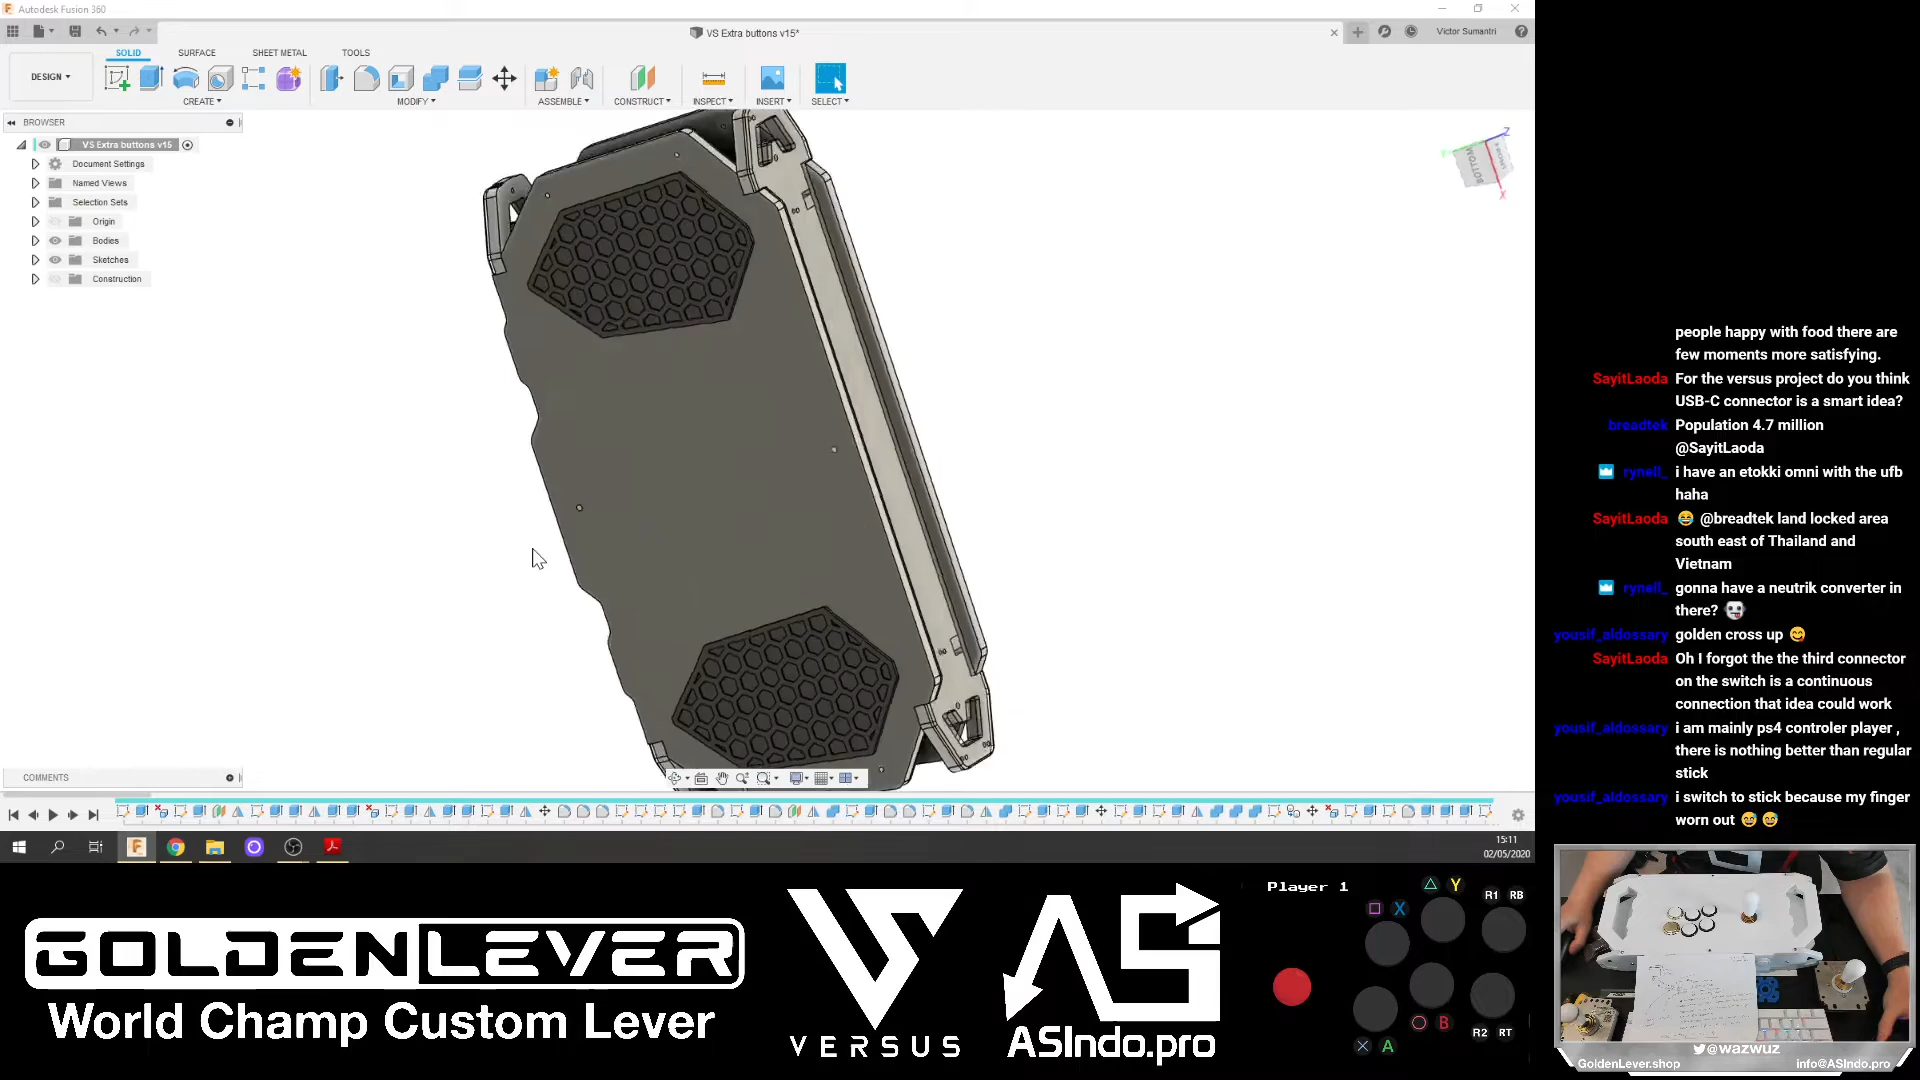 Autodesk Fusion 360
VS Extra buttons v15*
Victor Sumantri
DESIGN
SOLID
SURFACE
SHEET METAL
TOOLS
CREATE
MODIFY
ASSEMBLE
CONSTRUCT
INSPECT
INSERT
SELECT
BROWSER
VS Extra buttons v15
Document Settings
Named Views
Selection Sets
Origin
Bodies
Sketches
Construction
BOTTOM
Z
X
COMMENTS
15:11
02/05/2020
people happy with food there are
few moments more satisfying.
SayitLaoda For the versus project do you think
USB-C connector is a smart idea?
breadtek Population 4.7 million
@SayitLaoda
rynell_ i have an etokki omni with the ufb
haha
SayitLaoda 😂 @breadtek land locked area
south east of Thailand and
Vietnam
rynell_ gonna have a neutrik converter in
there?
yousif_aldossary golden cross up 😋
SayitLaoda Oh I forgot the the third connector
on the switch is a continuous
connection that idea could work
yousif_aldossary i am mainly ps4 controler player ,
there is nothing better than regular
stick
yousif_aldossary i switch to stick because my finger
worn out 😅 😅
GOLDENLEVER
World Champ Custom Lever
VS
VERSUS
AS
ASIndo.pro
Player 1
Y
X
R1 RB
B
R2 RT
A
@wazwuz
GoldenLever.shop
info@ASIndo.pro